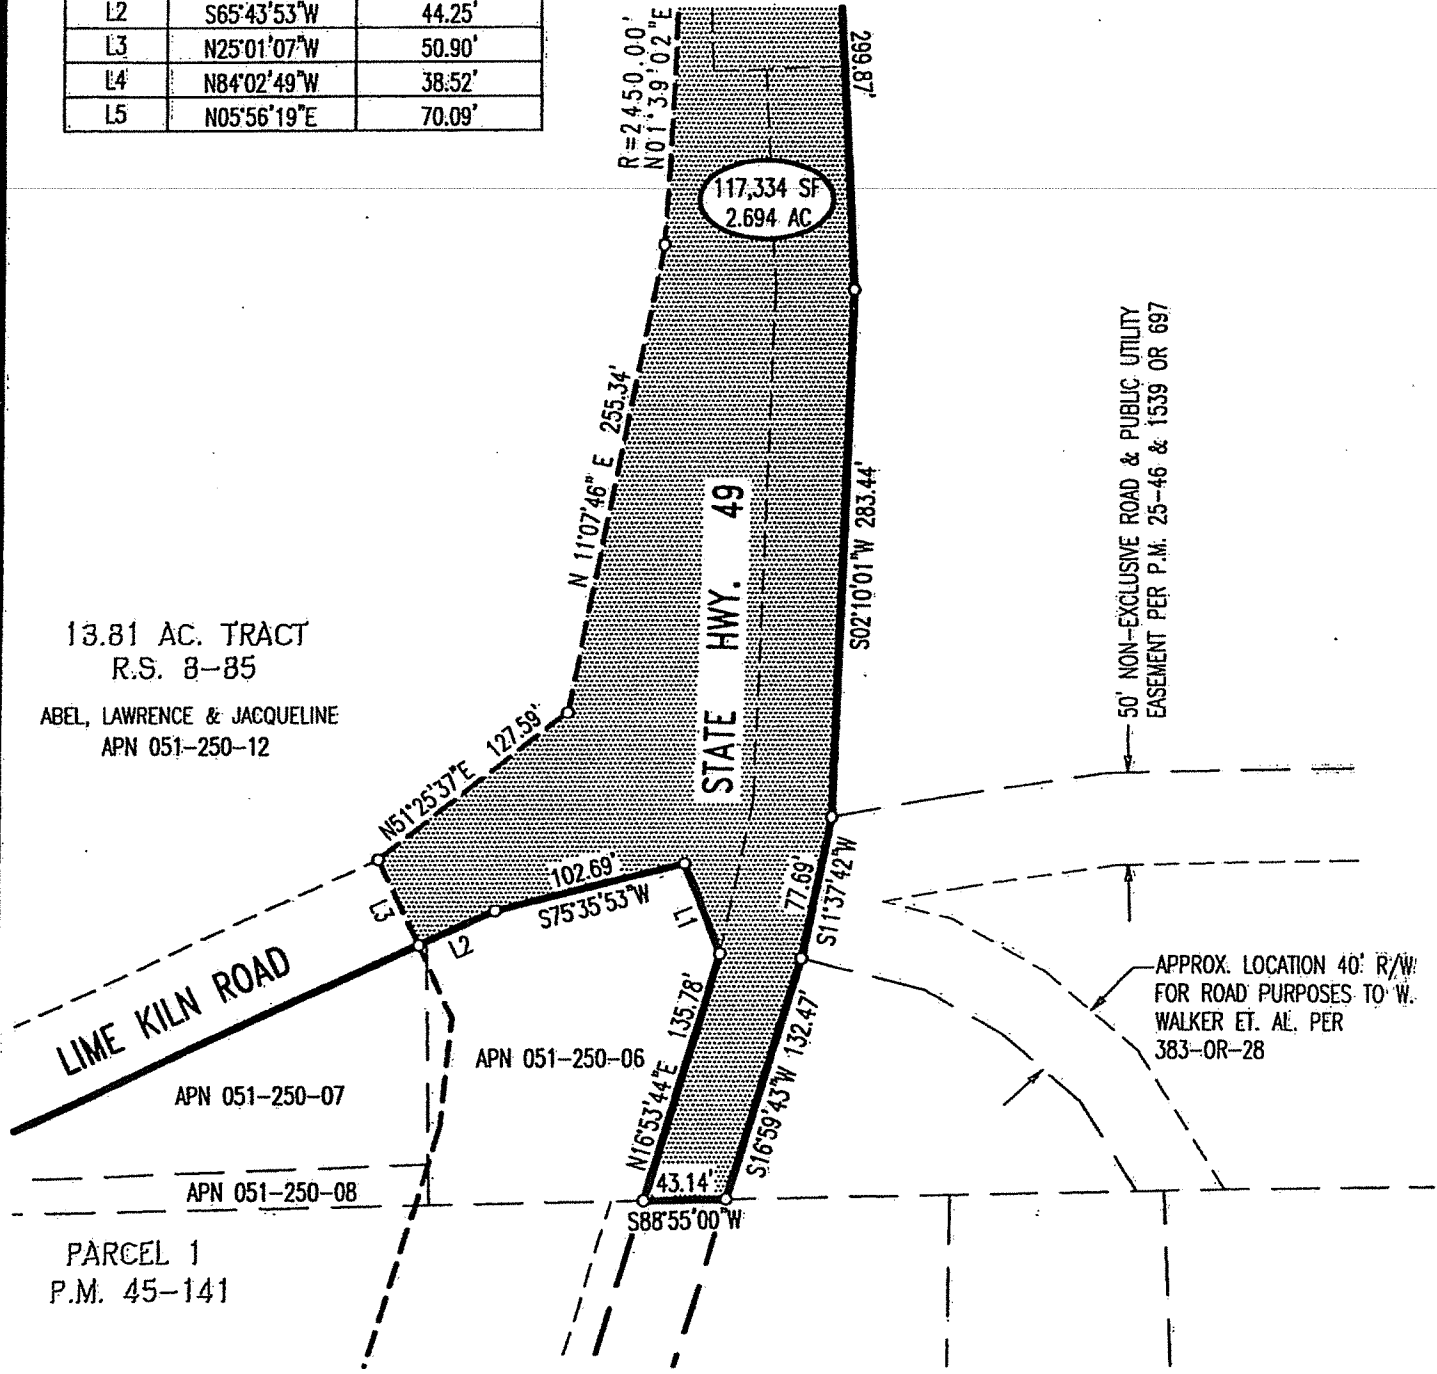 L2 S65°43'53"W 44.25'
L3 N25°01'07"W 50.90'
L4 N84°02'49"W 38.52'
L5 N05°56'19"E 70.09'
R=2450.00'
N01°39'02"E
299.87'
117,334 SF
2.694 AC
N 11°07'46" E 255.34'
STATE HWY. 49
S02°10'01"W 283.44'
50' NON-EXCLUSIVE ROAD & PUBLIC UTILITY
EASEMENT PER P.M. 25-46 & 1539 OR 697
13.81 AC. TRACT
R.S. 8-85
ABEL, LAWRENCE & JACQUELINE
APN 051-250-12
N51°25'37"E 127.59'
102.69'
S75°35'53"W
L3
L2
L1
77.69'
S11°37'42"W
LIME KILN ROAD
APPROX. LOCATION 40' R/W
FOR ROAD PURPOSES TO W.
WALKER ET. AL. PER
383-OR-28
APN 051-250-06
N16°53'44"E 135.78'
S16°59'43"W 132.47'
APN 051-250-07
APN 051-250-08
43.14'
S88°55'00"W
PARCEL 1
P.M. 45-141